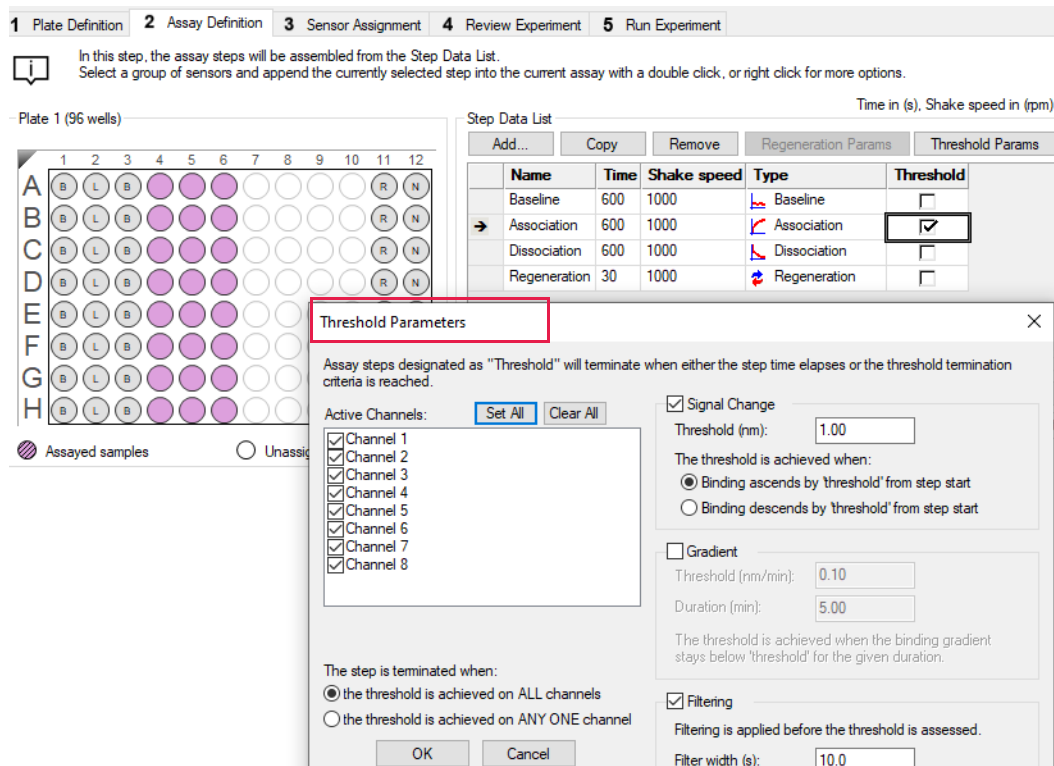 1 Plate Definition 2 Assay Definition 3 Sensor Assignment 4 Review Experiment 5 Run Experiment
In this step, the assay steps will be assembled from the Step Data List.
Select a group of sensors and append the currently selected step into the current assay with a double click, or right click for more options.
Time in (s), Shake speed in (rpm)
Plate 1 (96 wells)
1 2 3 4 5 6 7 8 9 10 11 12
A B L B R N
B B L B R N
C B L B R N
D B L B R N
E B L B
F B L B
G B L B
H B L B
Assayed samples
Step Data List
Add... Copy Remove Regeneration Params Threshold Params
Name Time Shake speed Type Threshold
Baseline 600 1000 Baseline
Association 600 1000 Association
Dissociation 600 1000 Dissociation
Regeneration 30 1000 Regeneration
Threshold Parameters
Assay steps designated as "Threshold" will terminate when either the step time elapses or the threshold termination
criteria is reached.
Active Channels: Set All Clear All
Channel 1
Channel 2
Channel 3
Channel 4
Channel 5
Channel 6
Channel 7
Channel 8
The step is terminated when:
the threshold is achieved on ALL channels
the threshold is achieved on ANY ONE channel
OK Cancel
Signal Change
Threshold (nm): 1.00
The threshold is achieved when:
Binding ascends by 'threshold' from step start
Binding descends by 'threshold' from step start
Gradient
Threshold (nm/min): 0.10
Duration (min): 5.00
The threshold is achieved when the binding gradient
stays below 'threshold' for the given duration.
Filtering
Filtering is applied before the threshold is assessed.
Filter width (s): 10.0